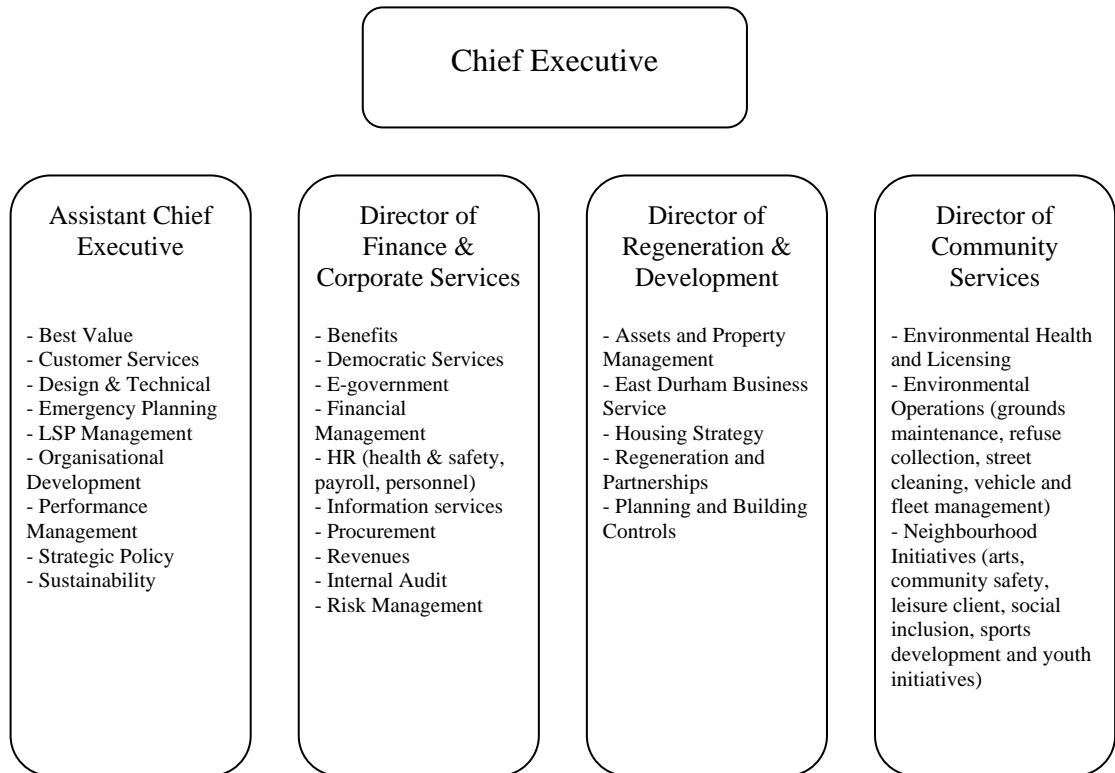 Chief Executive
Assistant Chief
Executive
- Best Value
- Customer Services
- Design & Technical
- Emergency Planning
- LSP Management
- Organisational
Development
- Performance
Management
- Strategic Policy
- Sustainability
Director of
Finance &
Corporate Services
- Benefits
- Democratic Services
- E-government
- Financial
Management
- HR (health & safety,
payroll, personnel)
- Information services
- Procurement
- Revenues
- Internal Audit
- Risk Management
Director of
Regeneration &
Development
- Assets and Property
Management
- East Durham Business
Service
- Housing Strategy
- Regeneration and
Partnerships
- Planning and Building
Controls
Director of
Community
Services
- Environmental Health
and Licensing
- Environmental
Operations (grounds
maintenance, refuse
collection, street
cleaning, vehicle and
fleet management)
- Neighbourhood
Initiatives (arts,
community safety,
leisure client, social
inclusion, sports
development and youth
initiatives)